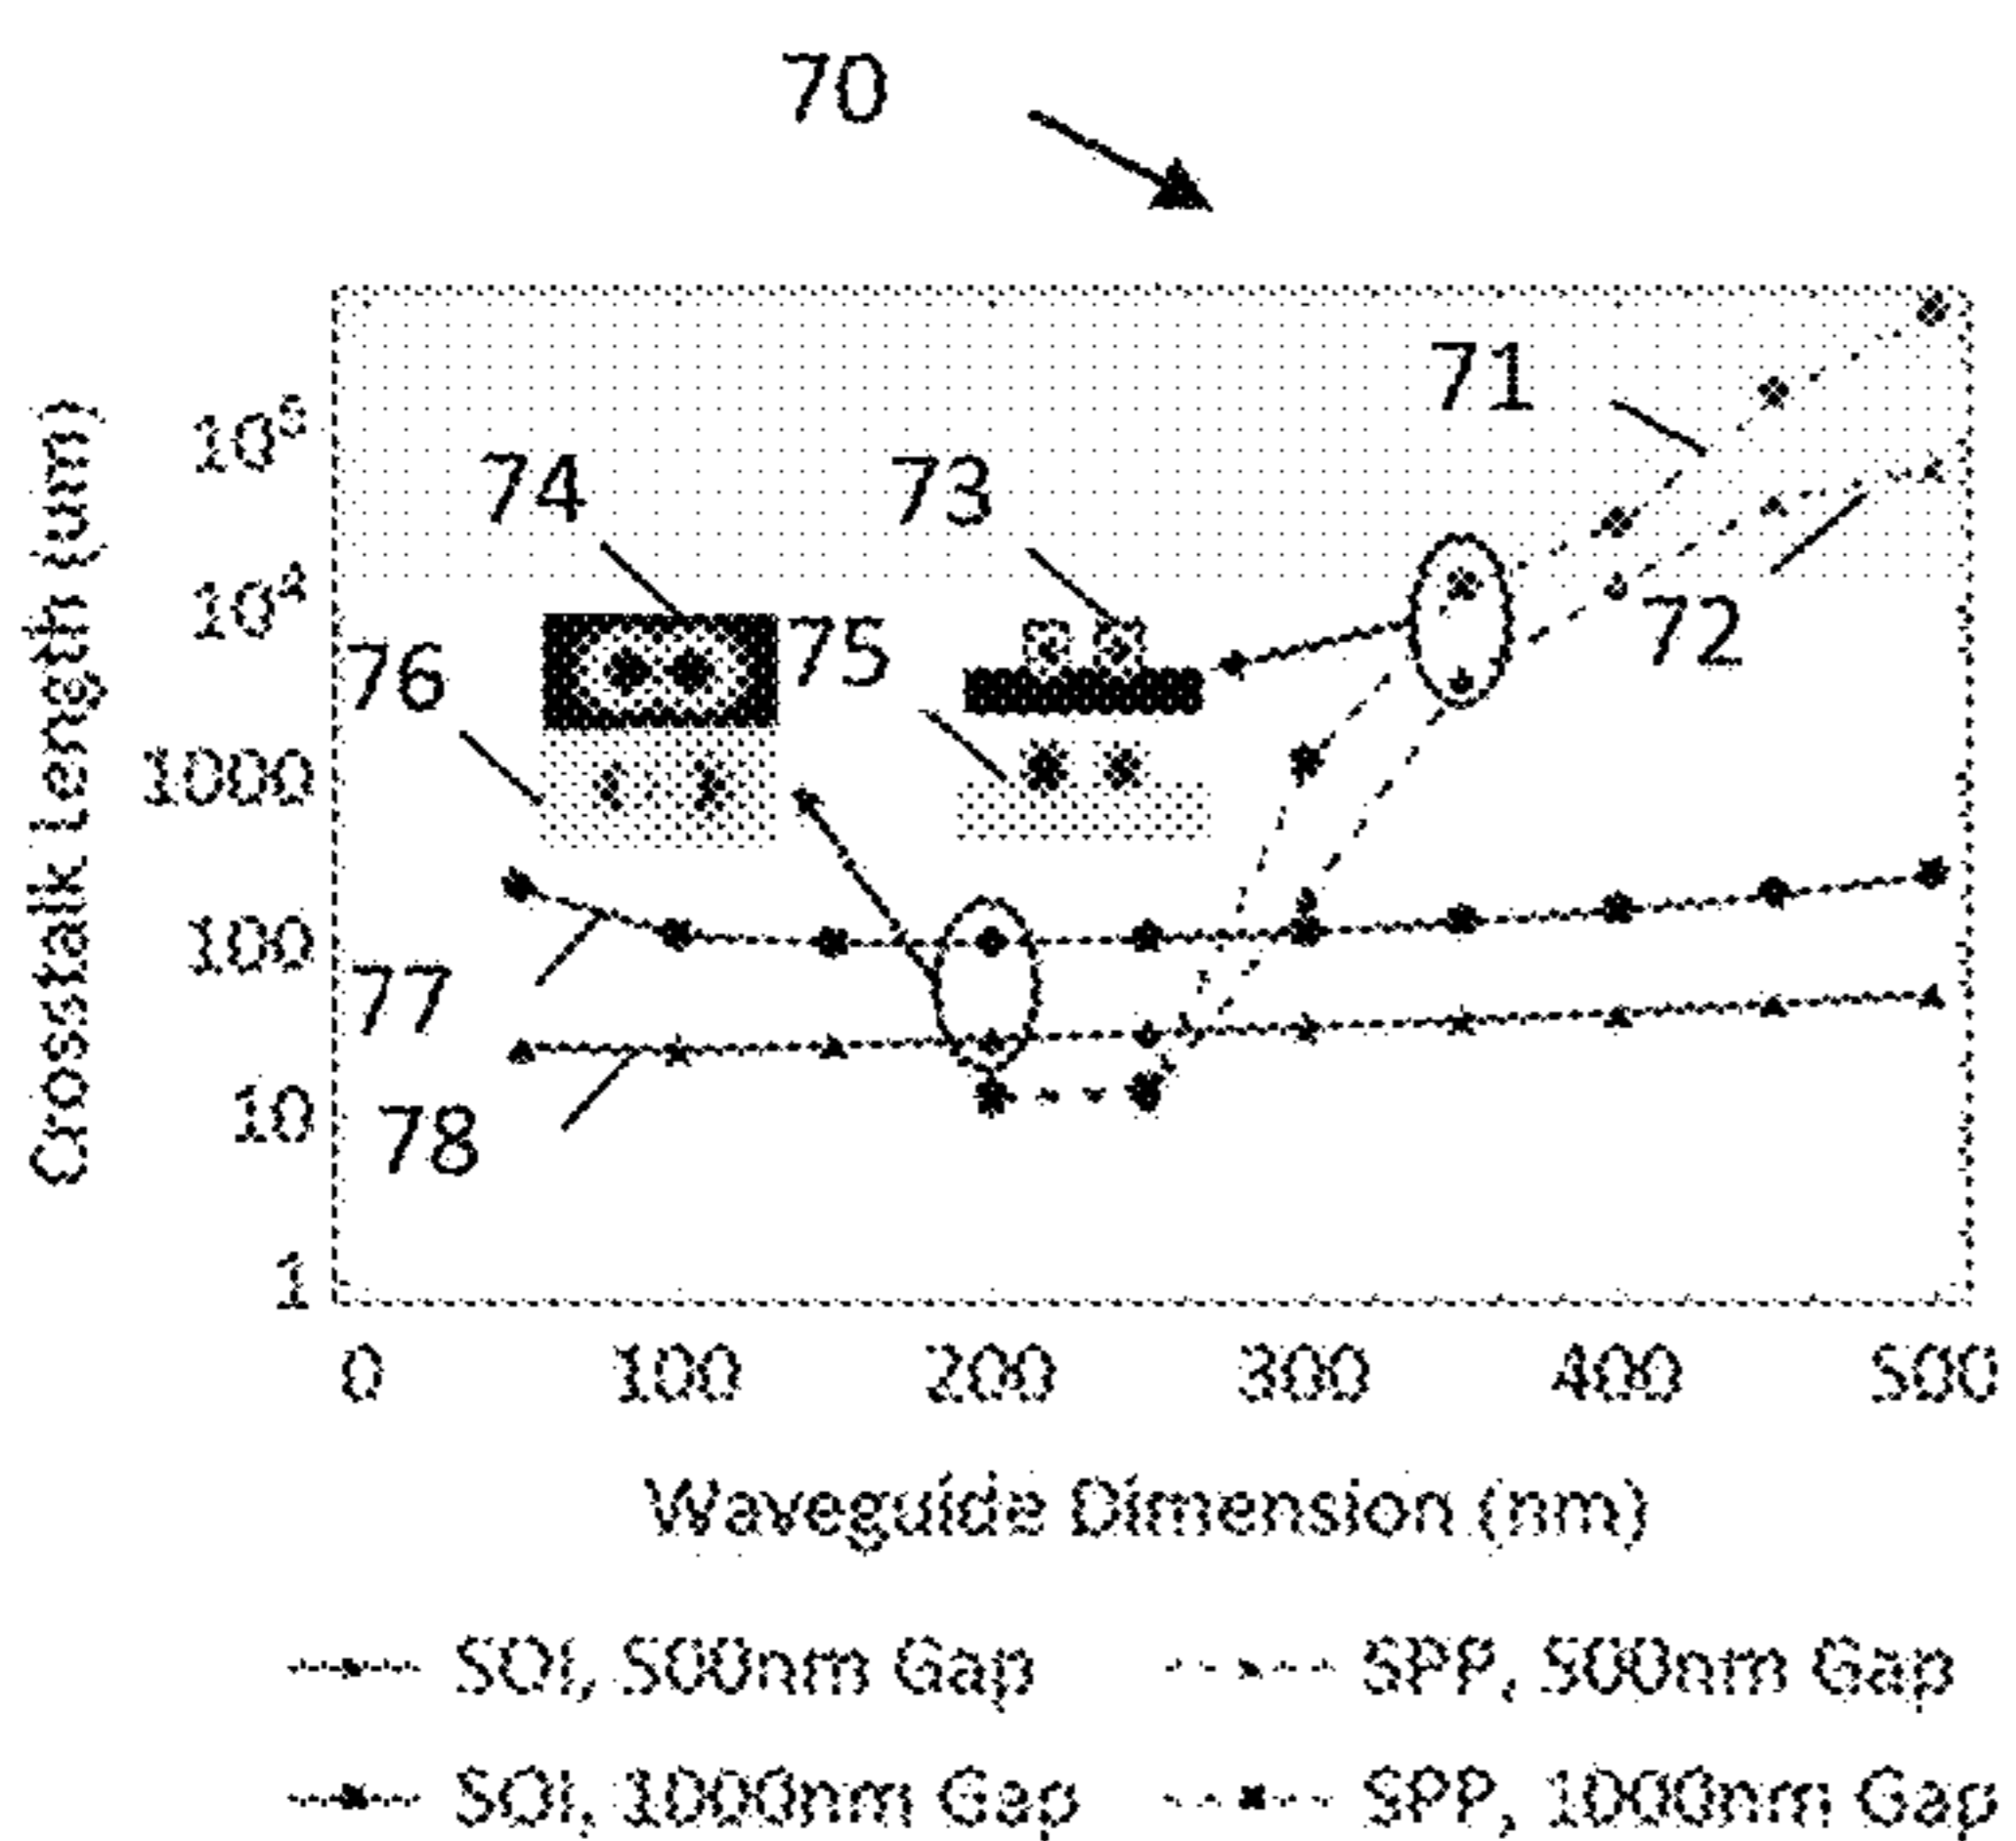 70
71
10⁵
74
73
10⁴
72
76
75
1000
100
77
10
78
1
0 100 200 300 400 500
Crosstalk Length (um)
Waveguide Dimension (nm)
SOI, 500nm Gap
SPP, 500nm Gap
SOI, 1000nm Gap
SPP, 1000nm Gap